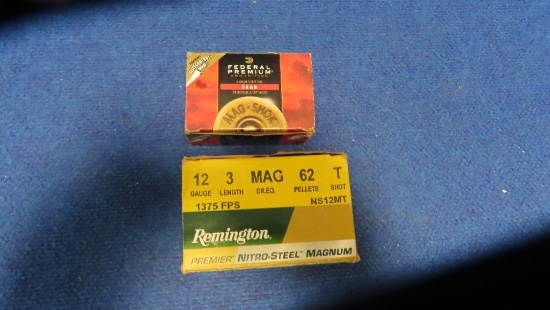 FEDERAL
PREMIUM
AMMUNITION
MAG-SHOK
12 3 MAG 62 T
GAUGE LENGTH DR.EQ. PELLETS SHOT
1375 FPS NS12MT
Remington
PREMIER NITRO-STEEL MAGNUM